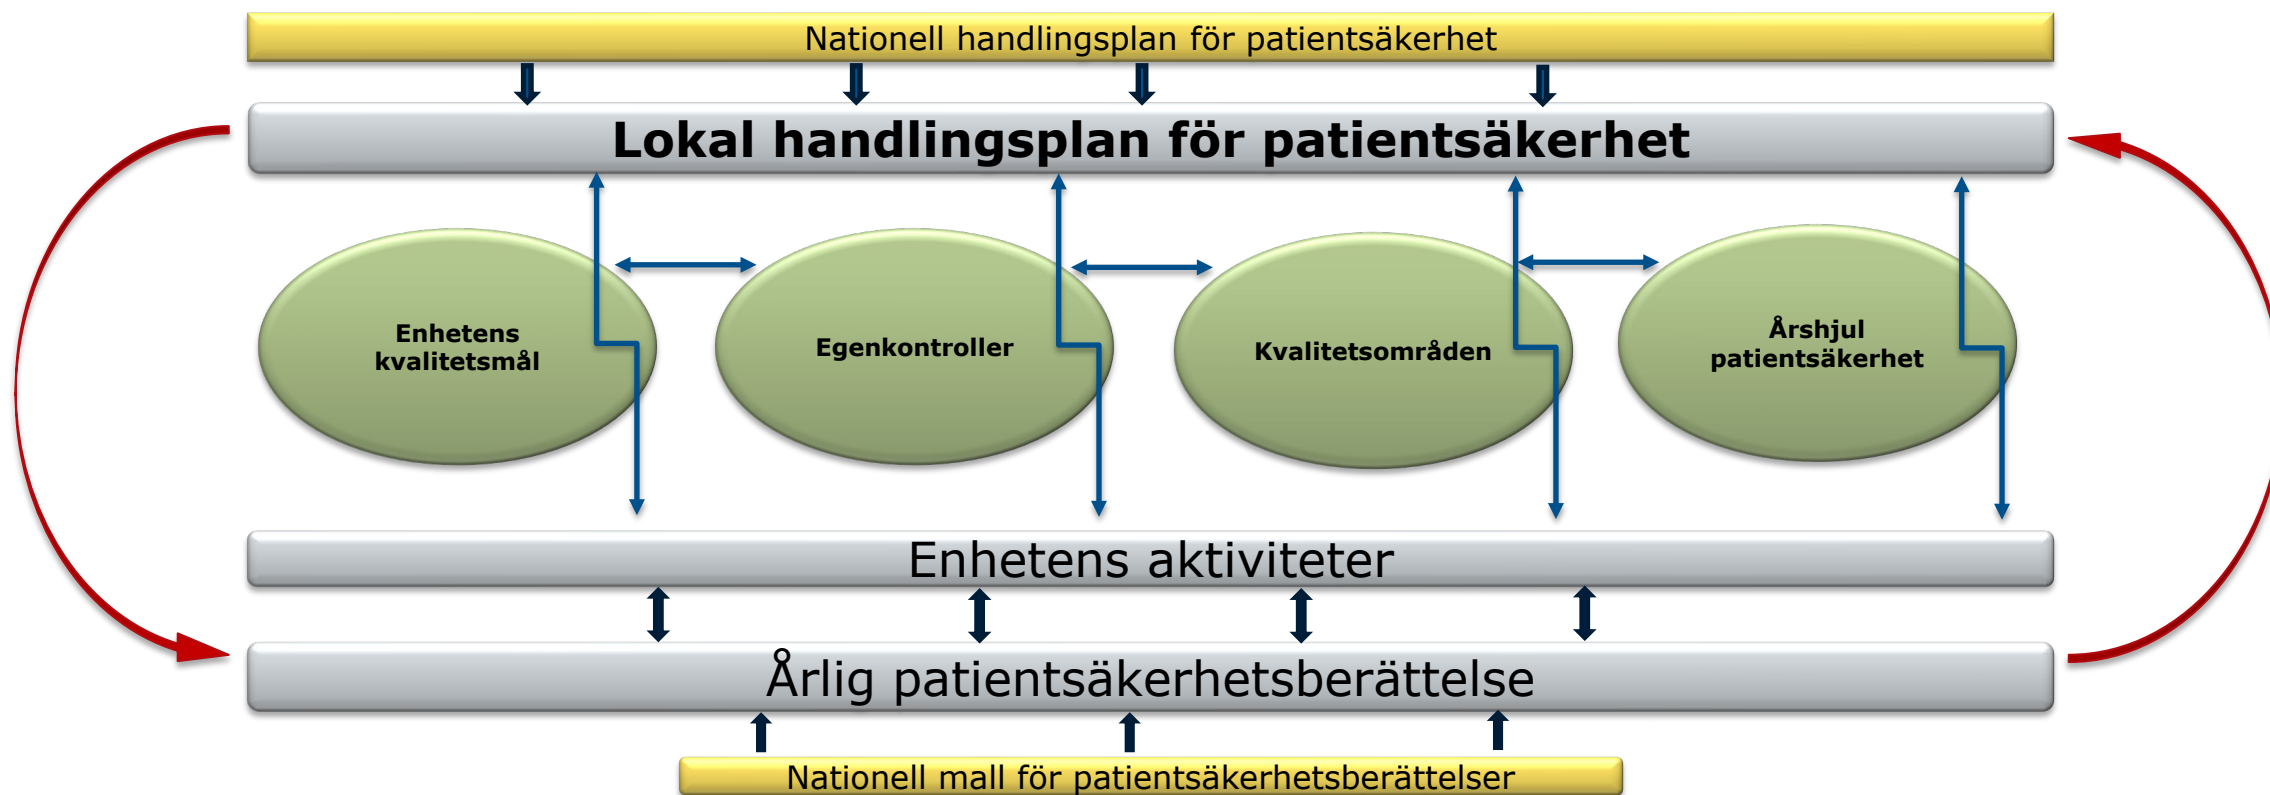 Nationell handlingsplan för patientsäkerhet
Lokal handlingsplan för patientsäkerhet
Enhetens
kvalitetsmål
Egenkontroller
Kvalitetsområden
Årshjul
patientsäkerhet
Enhetens aktiviteter
Årlig patientsäkerhetsberättelse
Nationell mall för patientsäkerhetsberättelser